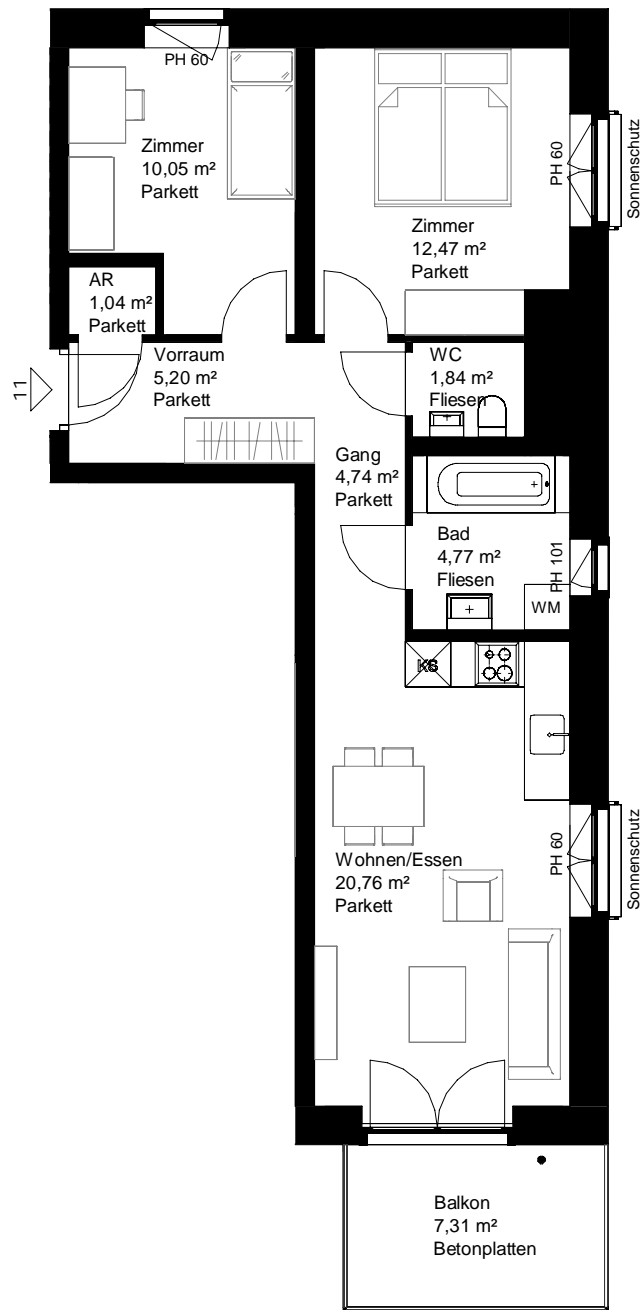 PH 60
Zimmer
10,05 m²
Parkett
PH 60
Sonnenschutz
Zimmer
12,47 m²
Parkett
AR
1,04 m²
Parkett
11
Vorraum
5,20 m²
Parkett
WC
1,84 m²
Fliesen
Gang
4,74 m²
Parkett
Bad
4,77 m²
Fliesen
PH 101
WM
KS
Wohnen/Essen
20,76 m²
Parkett
PH 60
Sonnenschutz
Balkon
7,31 m²
Betonplatten